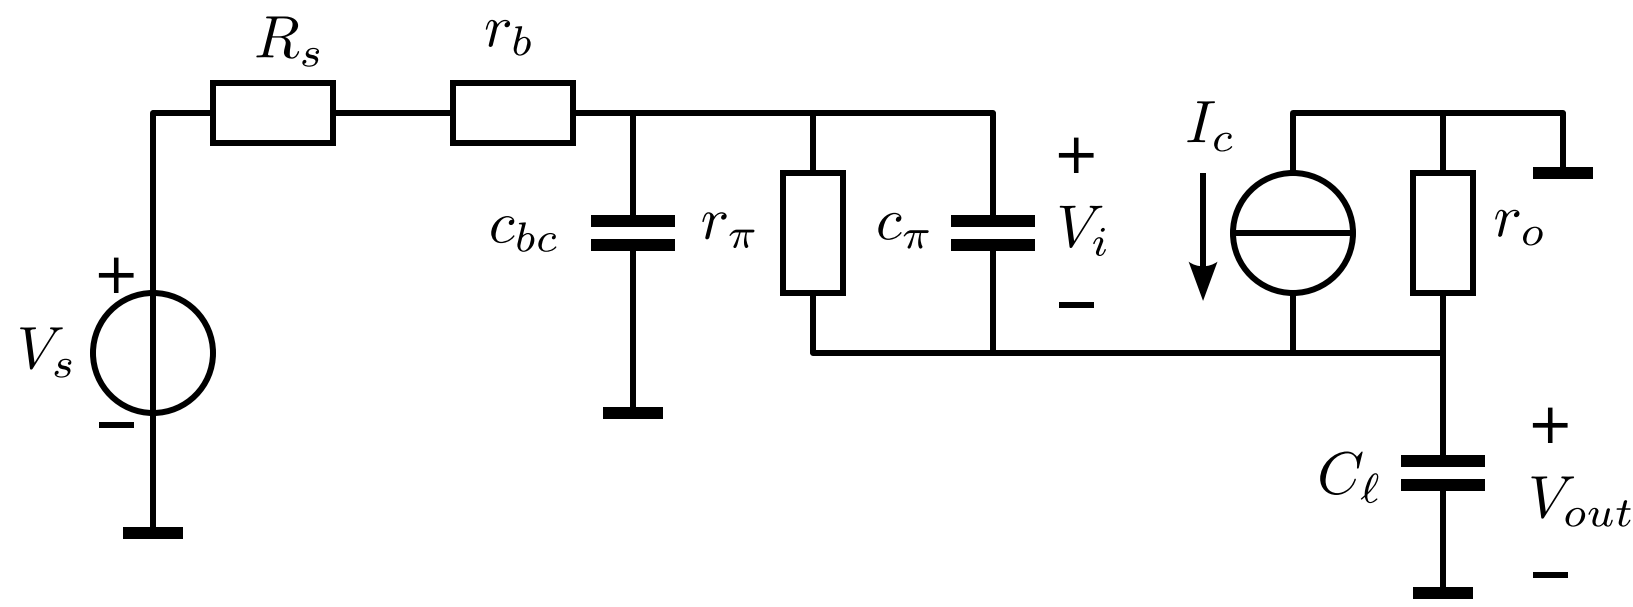 R_s
r_b
I_c
+
c_{bc}
r_π
c_π
V_i
r_o
−
+
V_s
−
+
C_ℓ
V_{out}
−